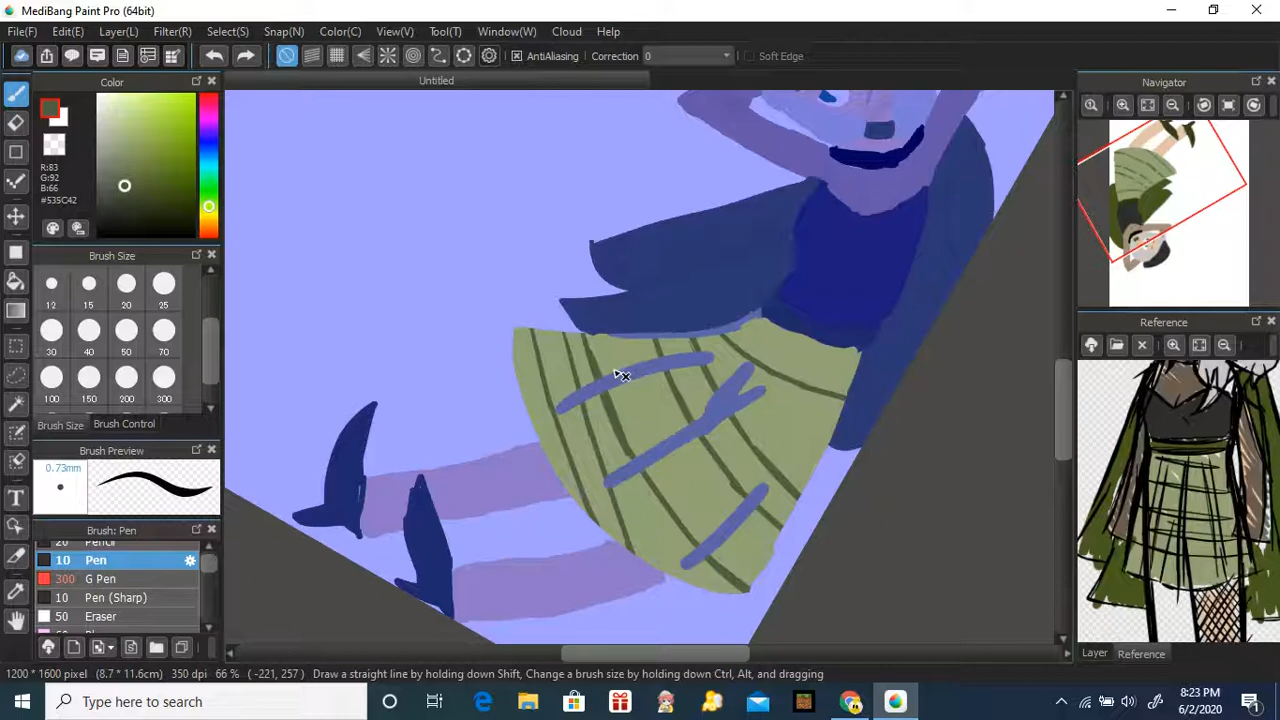 MediBang Paint Pro (64bit)
File(F) Edit(E) Layer(L) Filter(R) Select(S) Snap(N) Color(C) View(V) Tool(T) Window(W) Cloud Help
AntiAliasing Correction 0 Soft Edge
Color
Untitled
Navigator
R:83
G:92
B:66
#535C42
Brush Size
12 15 20 25
30 40 50 70
100 150 200 300
Reference
Brush Size Brush Control
Brush Preview
0.73mm
Brush: Pen
20 Pencil
10 Pen
300 G Pen
10 Pen (Sharp)
50 Eraser
Layer Reference
1200 * 1600 pixel (8.7 * 11.6cm) 350 dpi 66 % ( -221, 257) Draw a straight line by holding down Shift, Change a brush size by holding down Ctrl, Alt, and dragging
Type here to search
8:23 PM
6/2/2020